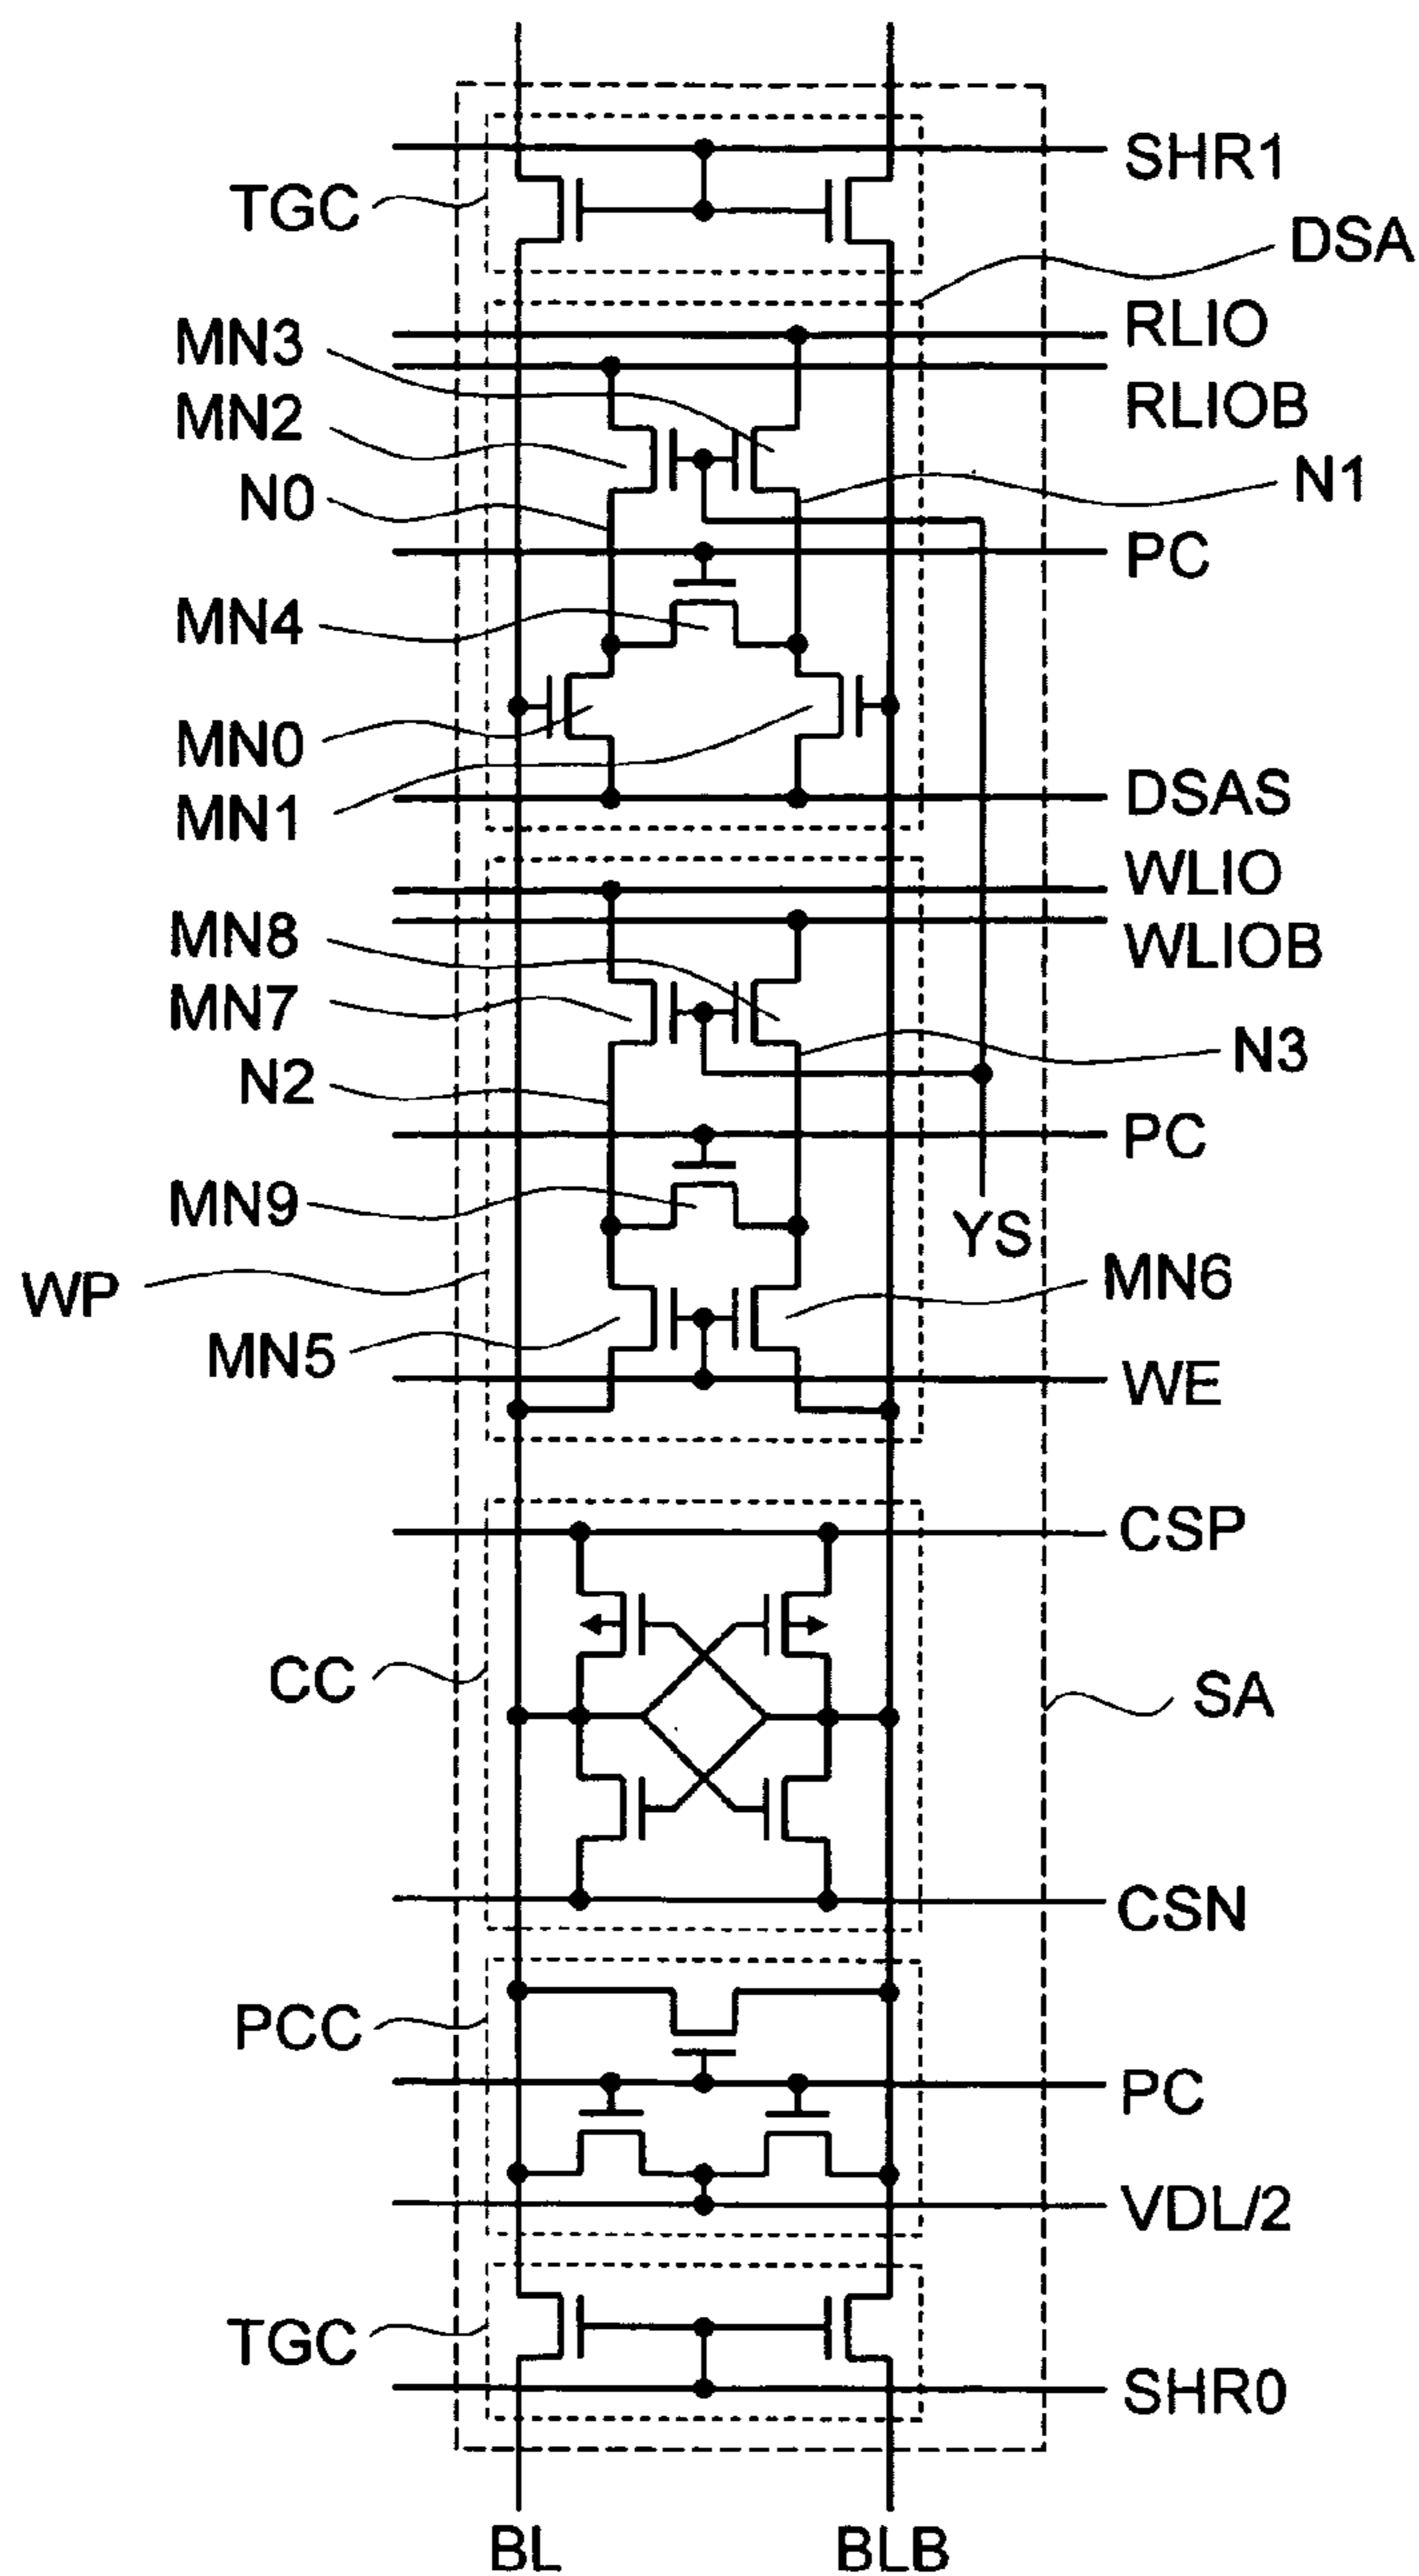 SHR1
TGC
DSA
RLIO
MN3
RLIOB
MN2
N1
N0
PC
MN4
MN0
DSAS
MN1
WLIO
MN8
WLIOB
MN7
N3
N2
PC
MN9
YS
MN6
WP
MN5
WE
CSP
CC
SA
CSN
PCC
PC
VDL/2
TGC
SHR0
BL
BLB